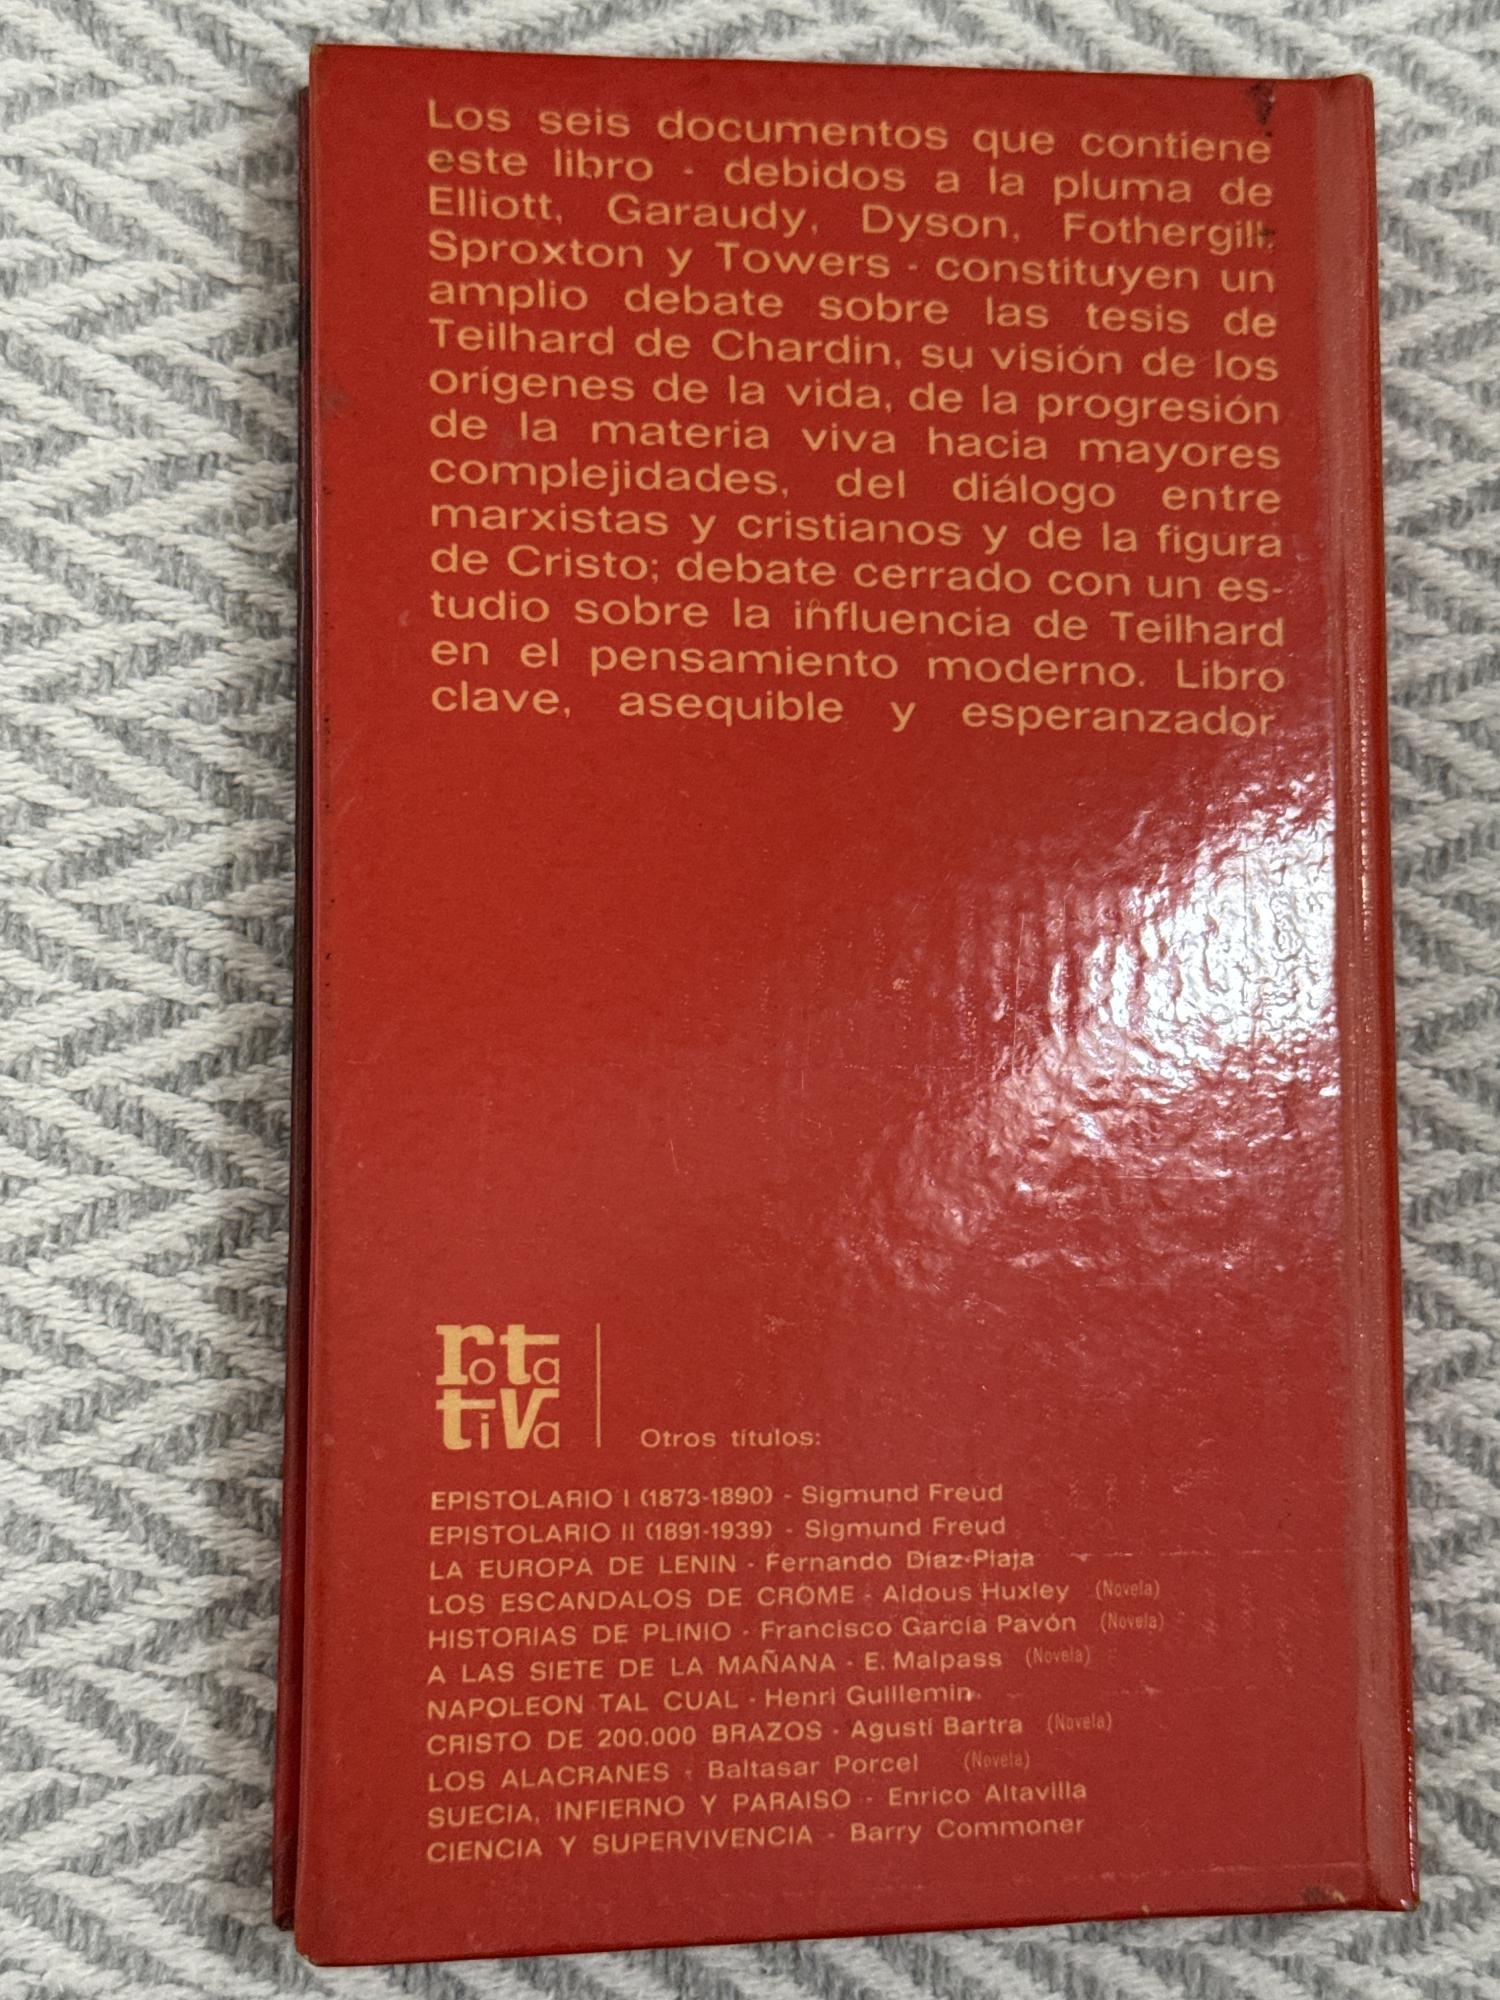 Los seis documentos que contiene
este libro - debidos a la pluma de
Elliott, Garaudy, Dyson, Fothergill,
Sproxton y Towers - constituyen un
amplio debate sobre las tesis de
Teilhard de Chardin, su visión de los
orígenes de la vida, de la progresión
de la materia viva hacia mayores
complejidades, del diálogo entre
marxistas y cristianos y de la figura
de Cristo; debate cerrado con un es-
tudio sobre la influencia de Teilhard
en el pensamiento moderno. Libro
clave, asequible y esperanzador.
rota
tiva
Otros títulos:
EPISTOLARIO I (1873-1890) - Sigmund Freud
EPISTOLARIO II (1891-1939) - Sigmund Freud
LA EUROPA DE LENIN - Fernando Díaz-Plaja
LOS ESCANDALOS DE CROME - Aldous Huxley (Novela)
HISTORIAS DE PLINIO - Francisco García Pavón (Novela)
A LAS SIETE DE LA MAÑANA - E. Malpass (Novela)
NAPOLEON TAL CUAL - Henri Guillemin
CRISTO DE 200.000 BRAZOS - Agustí Bartra (Novela)
LOS ALACRANES - Baltasar Porcel (Novela)
SUECIA, INFIERNO Y PARAISO - Enrico Altavilla
CIENCIA Y SUPERVIVENCIA - Barry Commoner